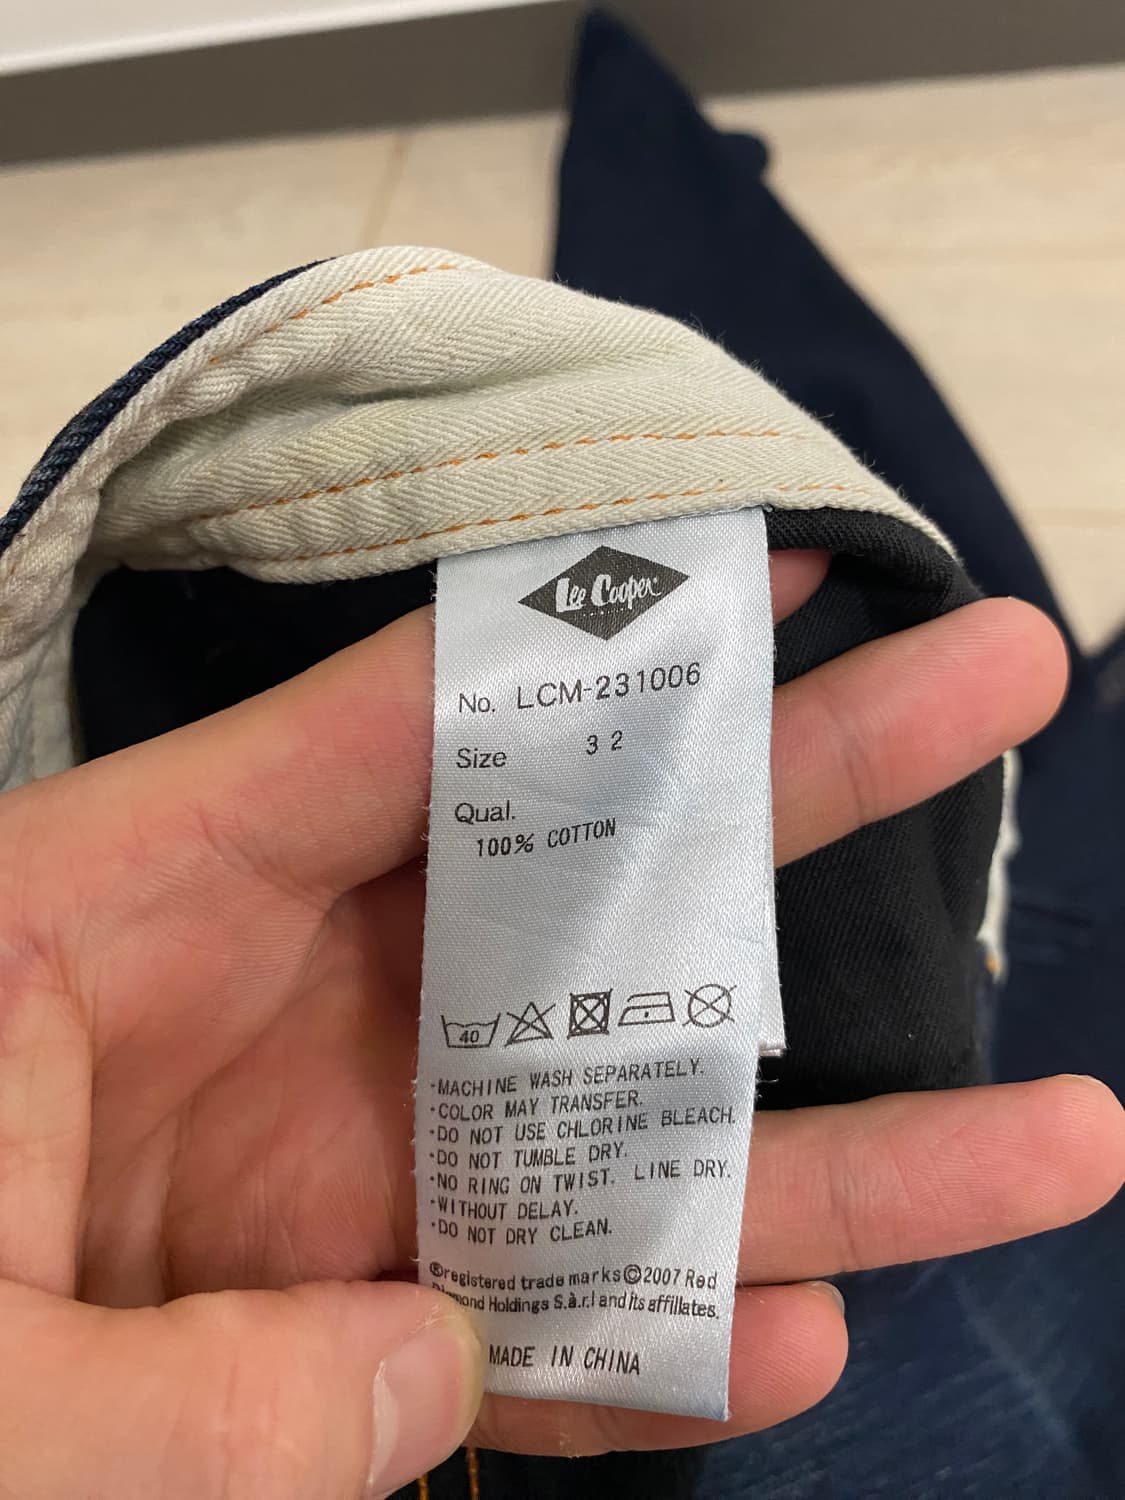 Lee Cooper
No. LCM-231006
Size 32
Qual.
100% COTTON
40
·MACHINE WASH SEPARATELY.
·COLOR MAY TRANSFER.
·DO NOT USE CHLORINE BLEACH.
·DO NOT TUMBLE DRY.
·NO RING ON TWIST. LINE DRY.
·WITHOUT DELAY.
·DO NOT DRY CLEAN.
®registered trade marks©2007 Red
Holdings S.à.r.l and its affillates.
MADE IN CHINA